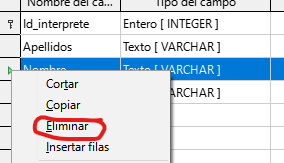 Nombre del ca... Tipo del campo
Id_interprete Entero [ INTEGER ]
Apellidos Texto [ VARCHAR ]
Nombre Texto [ VARCHAR ]
Cortar [ VARCHAR ]
Copiar
Eliminar
Insertar filas